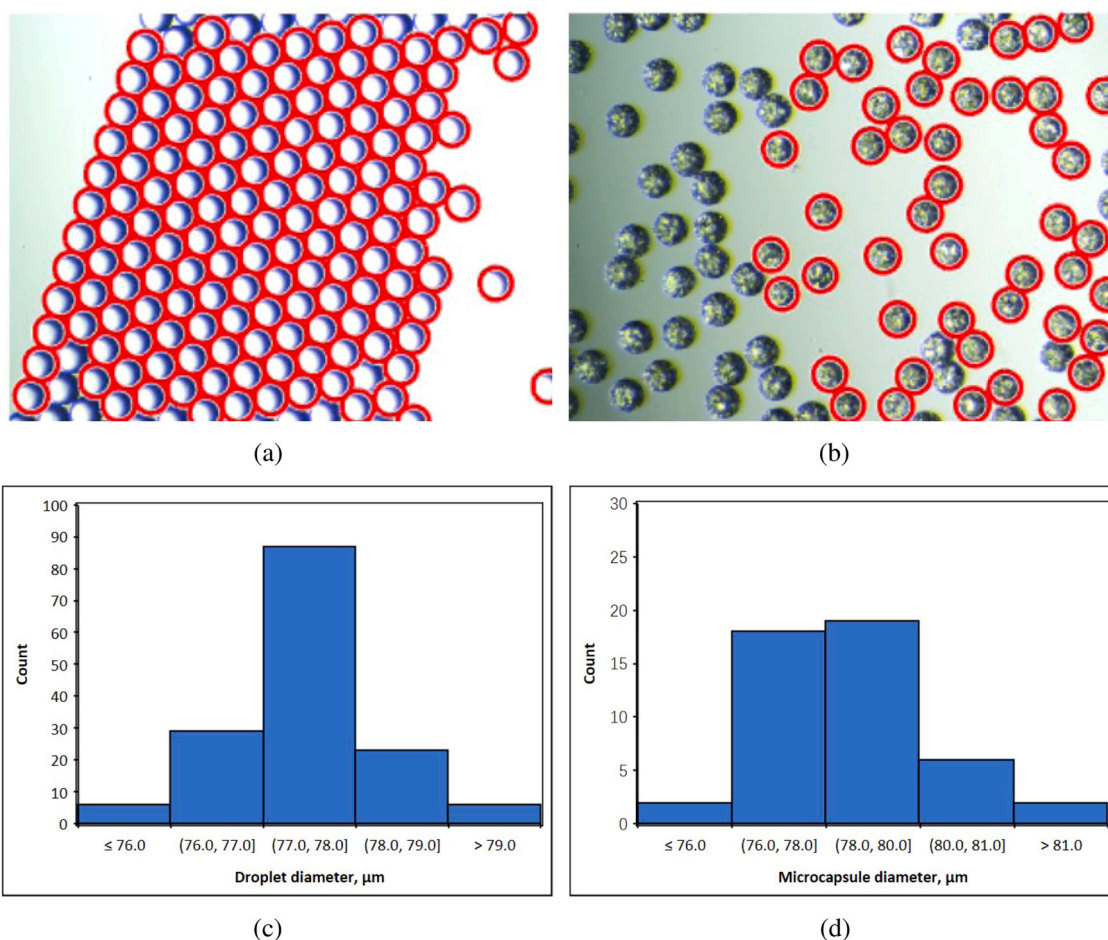 (a)
(b)
100
90
80
70
60
50
40
30
20
10
0
Count
≤ 76.0 (76.0, 77.0] (77.0, 78.0] (78.0, 79.0] > 79.0
Droplet diameter, μm
30
25
20
15
10
5
0
Count
≤ 76.0 (76.0, 78.0] (78.0, 80.0] (80.0, 81.0] > 81.0
Microcapsule diameter, μm
(c)
(d)